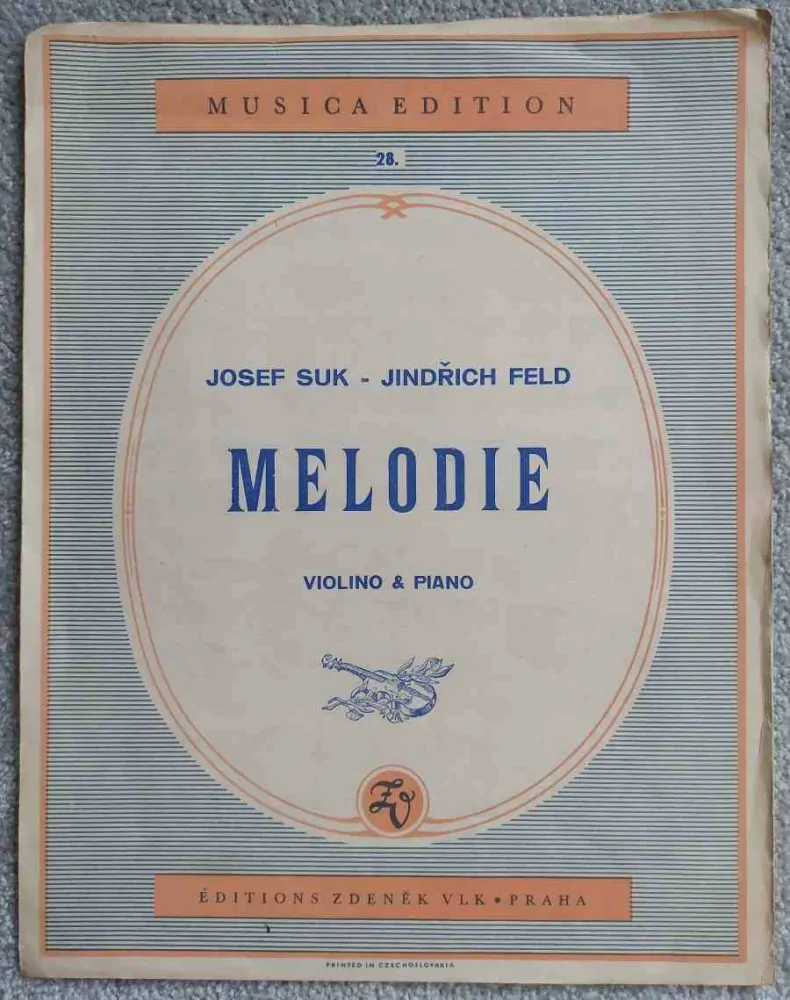 MUSICA EDITION
28.
JOSEF SUK - JINDŘICH FELD
MELODIE
VIOLINO & PIANO
ZV
ÉDITIONS ZDENĚK VLK • PRAHA
PRINTED IN CZECHOSLOVAKIA